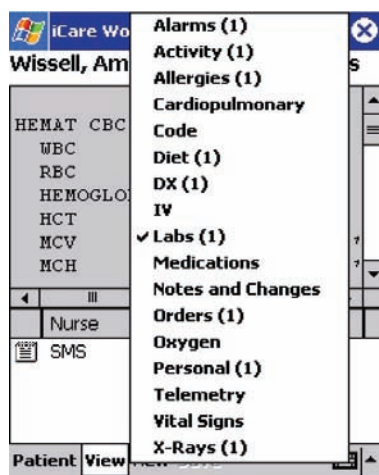 iCare Wo
Wissell, Am
s
HEMAT CBC
WBC
RBC
HEMOGLO
HCT
MCV
MCH
Nurse
SMS
Alarms (1)
Activity (1)
Allergies (1)
Cardiopulmonary
Code
Diet (1)
DX (1)
IV
Labs (1)
Medications
Notes and Changes
Orders (1)
Oxygen
Personal (1)
Telemetry
Vital Signs
X-Rays (1)
Patient View